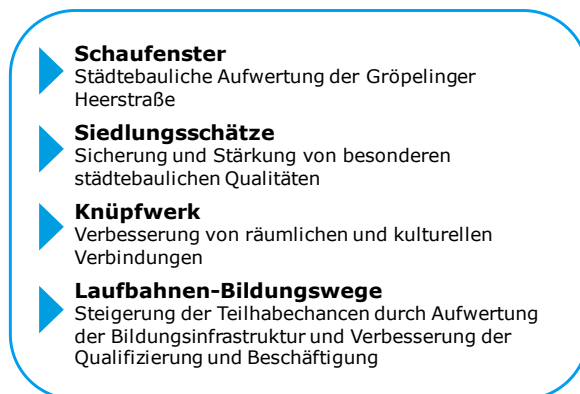 Schaufenster
Städtebauliche Aufwertung der Gröpelinger
Heerstraße
Siedlungsschätze
Sicherung und Stärkung von besonderen
städtebaulichen Qualitäten
Knüpfwerk
Verbesserung von räumlichen und kulturellen
Verbindungen
Laufbahnen-Bildungswege
Steigerung der Teilhabechancen durch Aufwertung
der Bildungsinfrastruktur und Verbesserung der
Qualifizierung und Beschäftigung